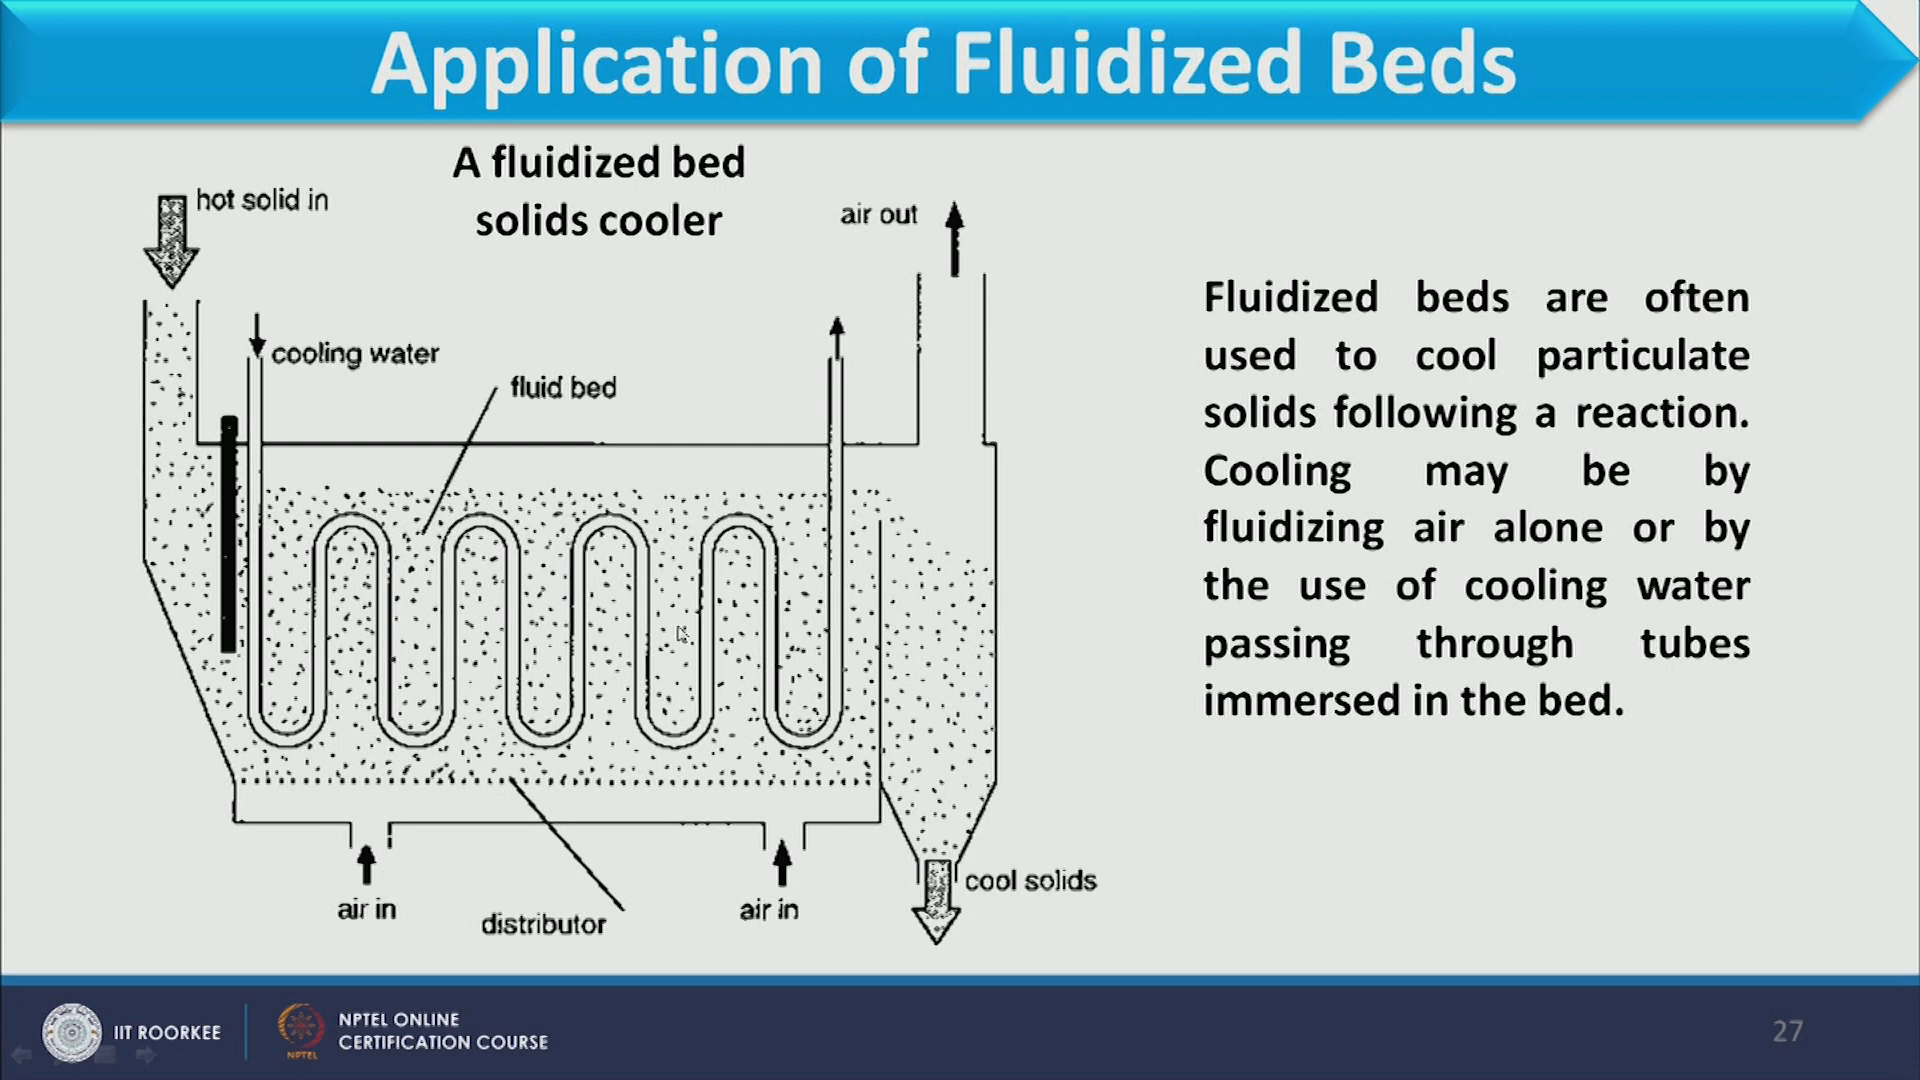 Application of Fluidized Beds
A fluidized bed
solids cooler
hot solid in
air out
cooling water
fluid bed
air in
distributor
air in
cool solids
Fluidized beds are often
used to cool particulate
solids following a reaction.
Cooling may be by
fluidizing air alone or by
the use of cooling water
passing through tubes
immersed in the bed.
IIT ROORKEE
NPTEL
NPTEL ONLINE
CERTIFICATION COURSE
27